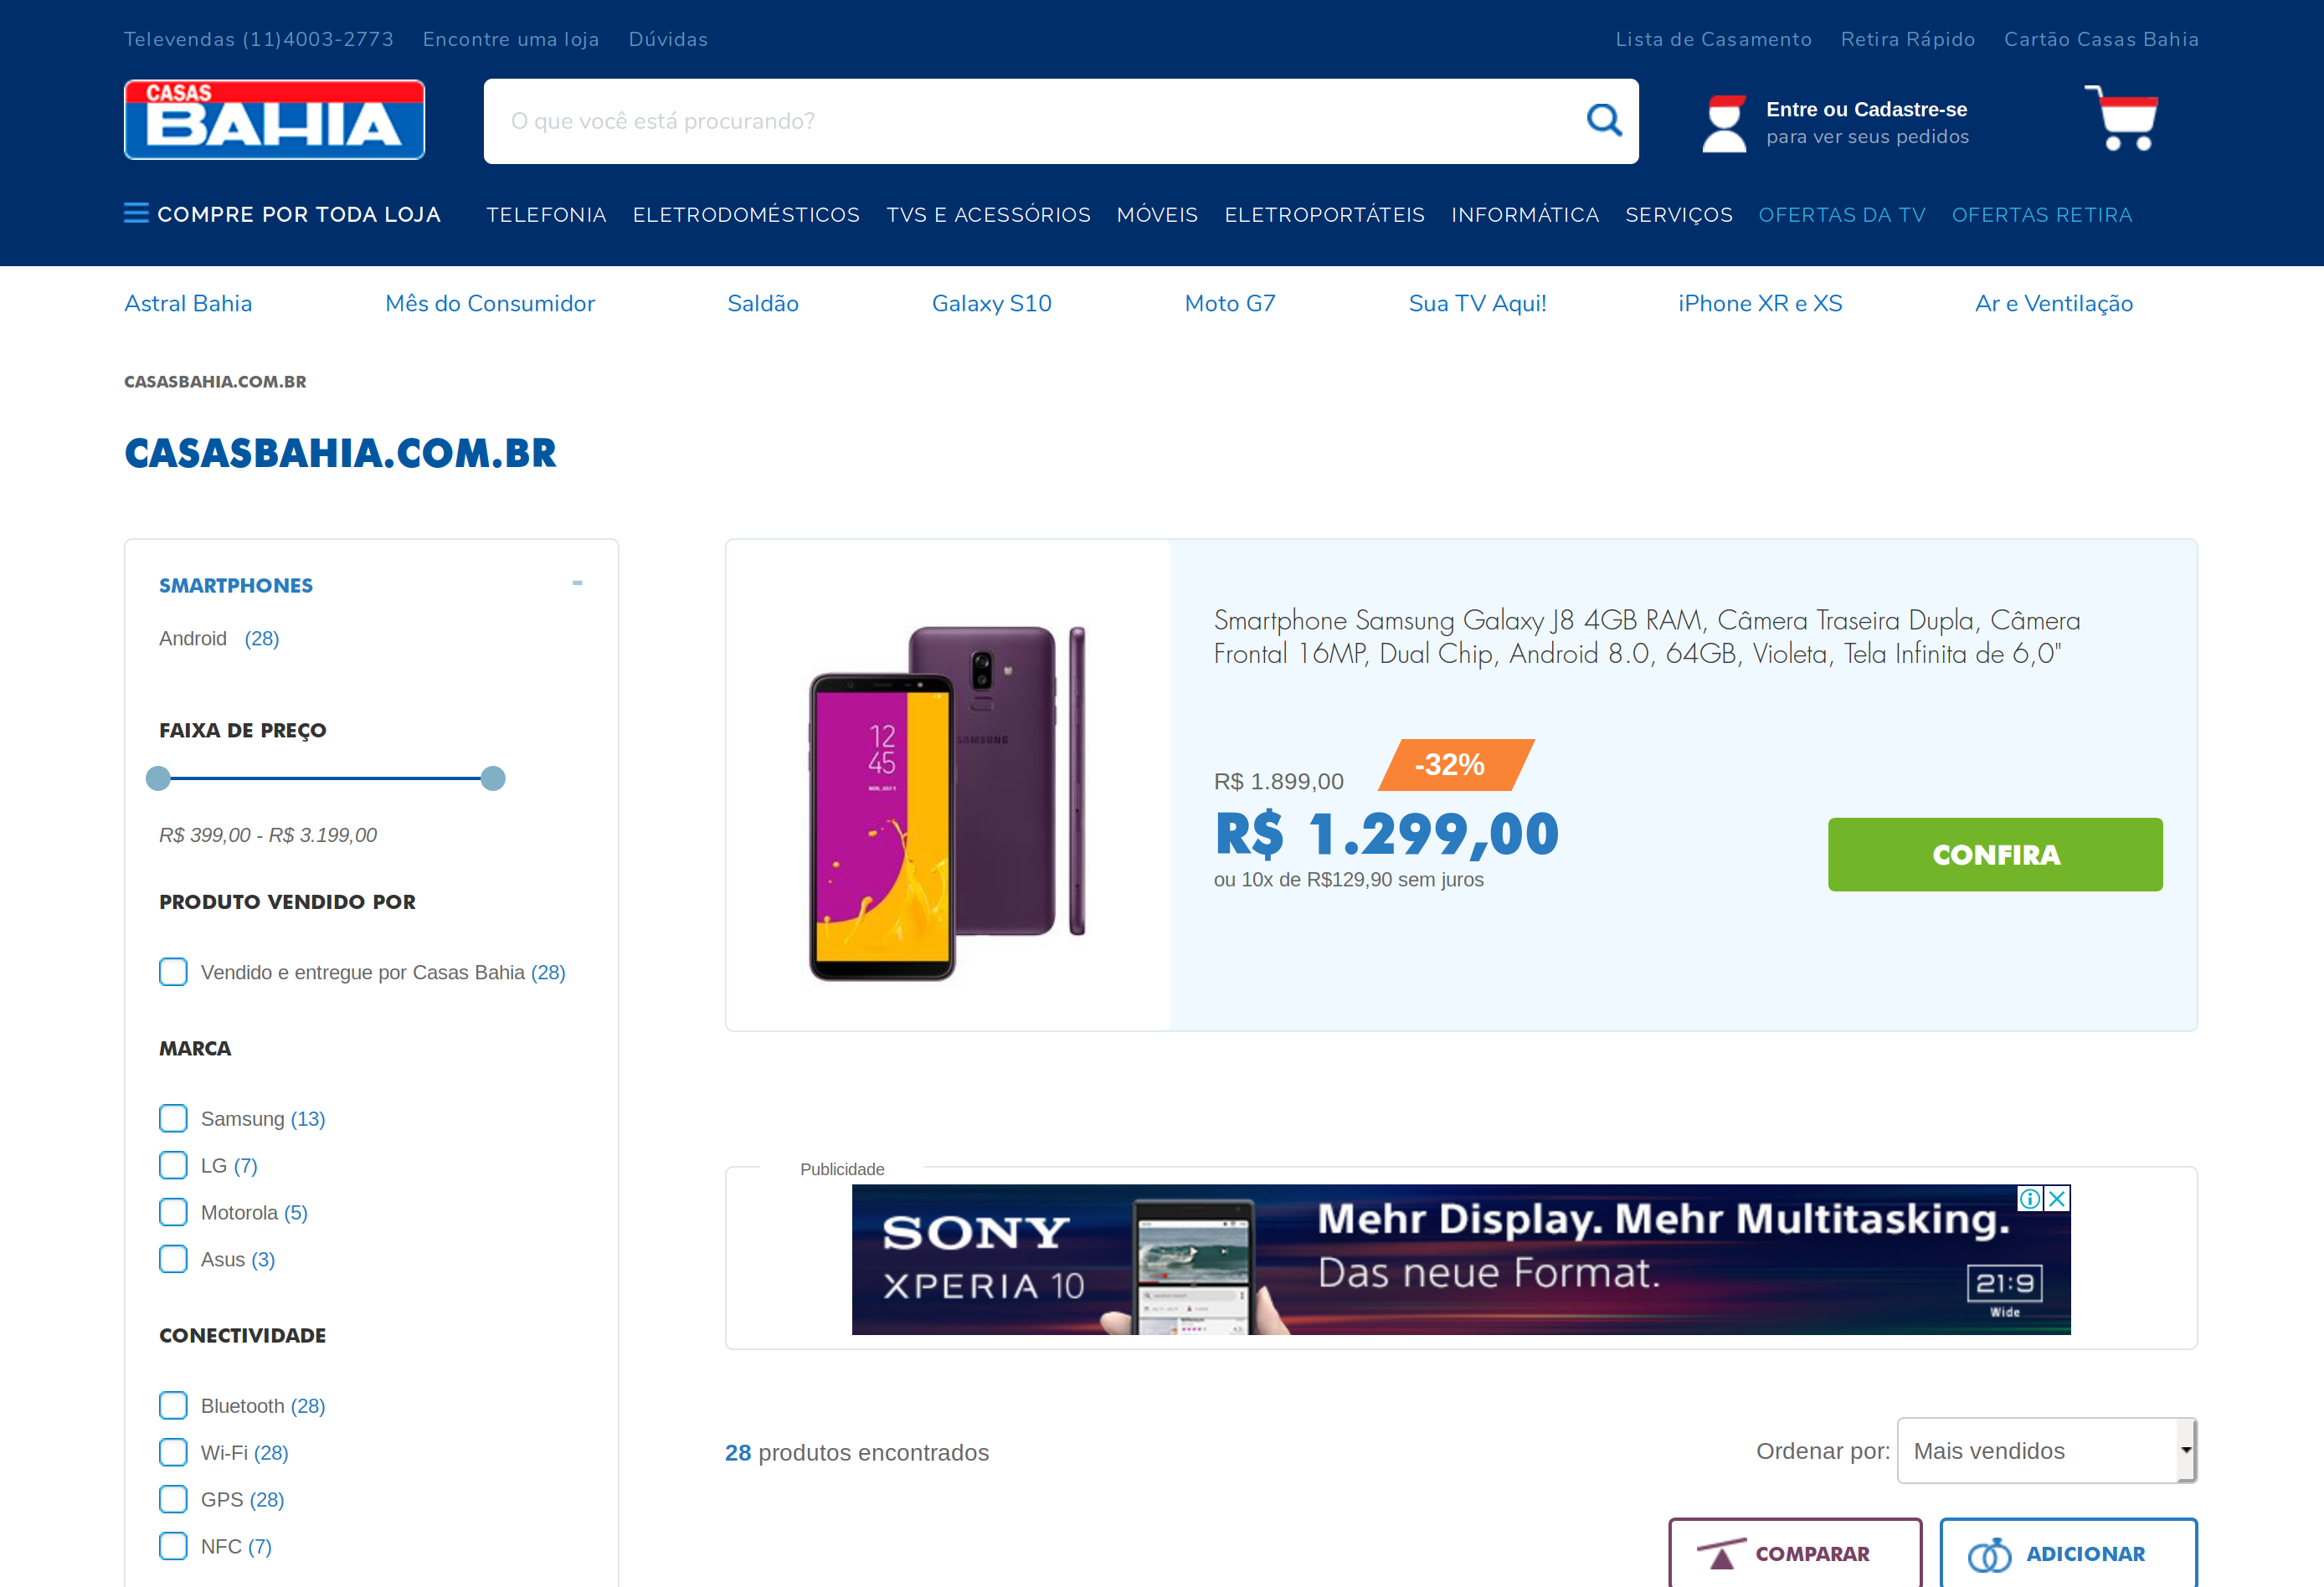 Televendas (11)4003-2773 Encontre uma loja Dúvidas Lista de Casamento Retira Rápido Cartão Casas Bahia
CASAS
BAHIA
O que você está procurando?
Entre ou Cadastre-se
para ver seus pedidos
COMPRE POR TODA LOJA TELEFONIA ELETRODOMÉSTICOS TVS E ACESSÓRIOS MÓVEIS ELETROPORTÁTEIS INFORMÁTICA SERVIÇOS OFERTAS DA TV OFERTAS RETIRA
Astral Bahia Mês do Consumidor Saldão Galaxy S10 Moto G7 Sua TV Aqui! iPhone XR e XS Ar e Ventilação
CASASBAHIA.COM.BR
CASASBAHIA.COM.BR
SMARTPHONES -
Android (28)
FAIXA DE PREÇO
R$ 399,00 - R$ 3.199,00
PRODUTO VENDIDO POR
Vendido e entregue por Casas Bahia (28)
MARCA
Samsung (13)
LG (7)
Motorola (5)
Asus (3)
CONECTIVIDADE
Bluetooth (28)
Wi-Fi (28)
GPS (28)
NFC (7)
12
45
SAMSUNG
Smartphone Samsung Galaxy J8 4GB RAM, Câmera Traseira Dupla, Câmera
Frontal 16MP, Dual Chip, Android 8.0, 64GB, Violeta, Tela Infinita de 6,0"
R$ 1.899,00 -32%
R$ 1.299,00
ou 10x de R$129,90 sem juros
CONFIRA
Publicidade
SONY
XPERIA 10
Mehr Display. Mehr Multitasking.
Das neue Format.
21:9
Wide
28 produtos encontrados
Ordenar por: Mais vendidos
COMPARAR
ADICIONAR